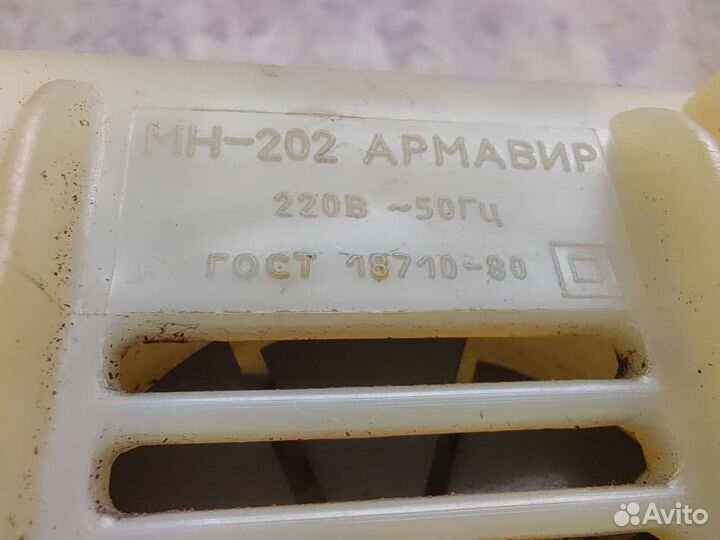 МН-202 АРМАВИР
220В ~50Гц
ГОСТ 18710-80
Avito